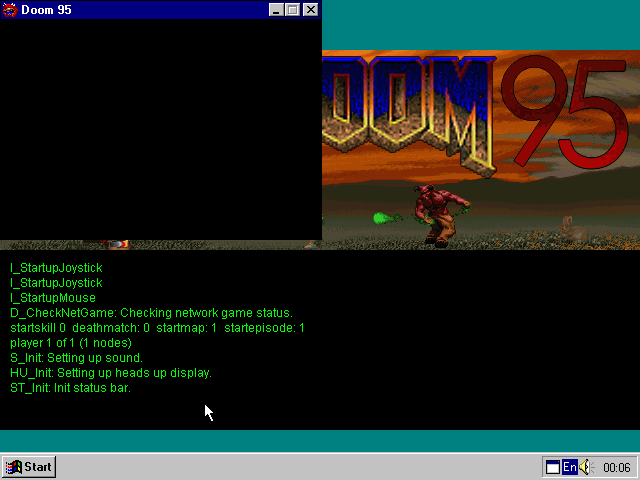 Doom 95
OOM 95
I_StartupJoystick
I_StartupJoystick
I_StartupMouse
D_CheckNetGame: Checking network game status.
startskill 0 deathmatch: 0 startmap: 1 startepisode: 1
player 1 of 1 (1 nodes)
S_Init: Setting up sound.
HU_Init: Setting up heads up display.
ST_Init: Init status bar.
Start
En
00:06